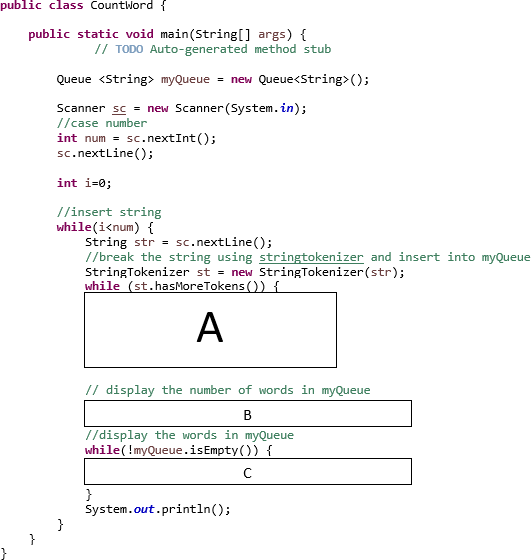 public class CountWord {
public static void main(String[] args) {
// TODO Auto-generated method stub
Queue <String> myQueue = new Queue<String>();
Scanner sc = new Scanner(System.in);
//case number
int num = sc.nextInt();
sc.nextLine();
int i=0;
//insert string
while(i<num) {
String str = sc.nextLine();
//break the string using stringtokenizer and insert into myQueue
StringTokenizer st = new StringTokenizer(str);
while (st.hasMoreTokens()) {
A
// display the number of words in myQueue
B
//display the words in myQueue
while(!myQueue.isEmpty()) {
C
}
System.out.println();
}
}
}